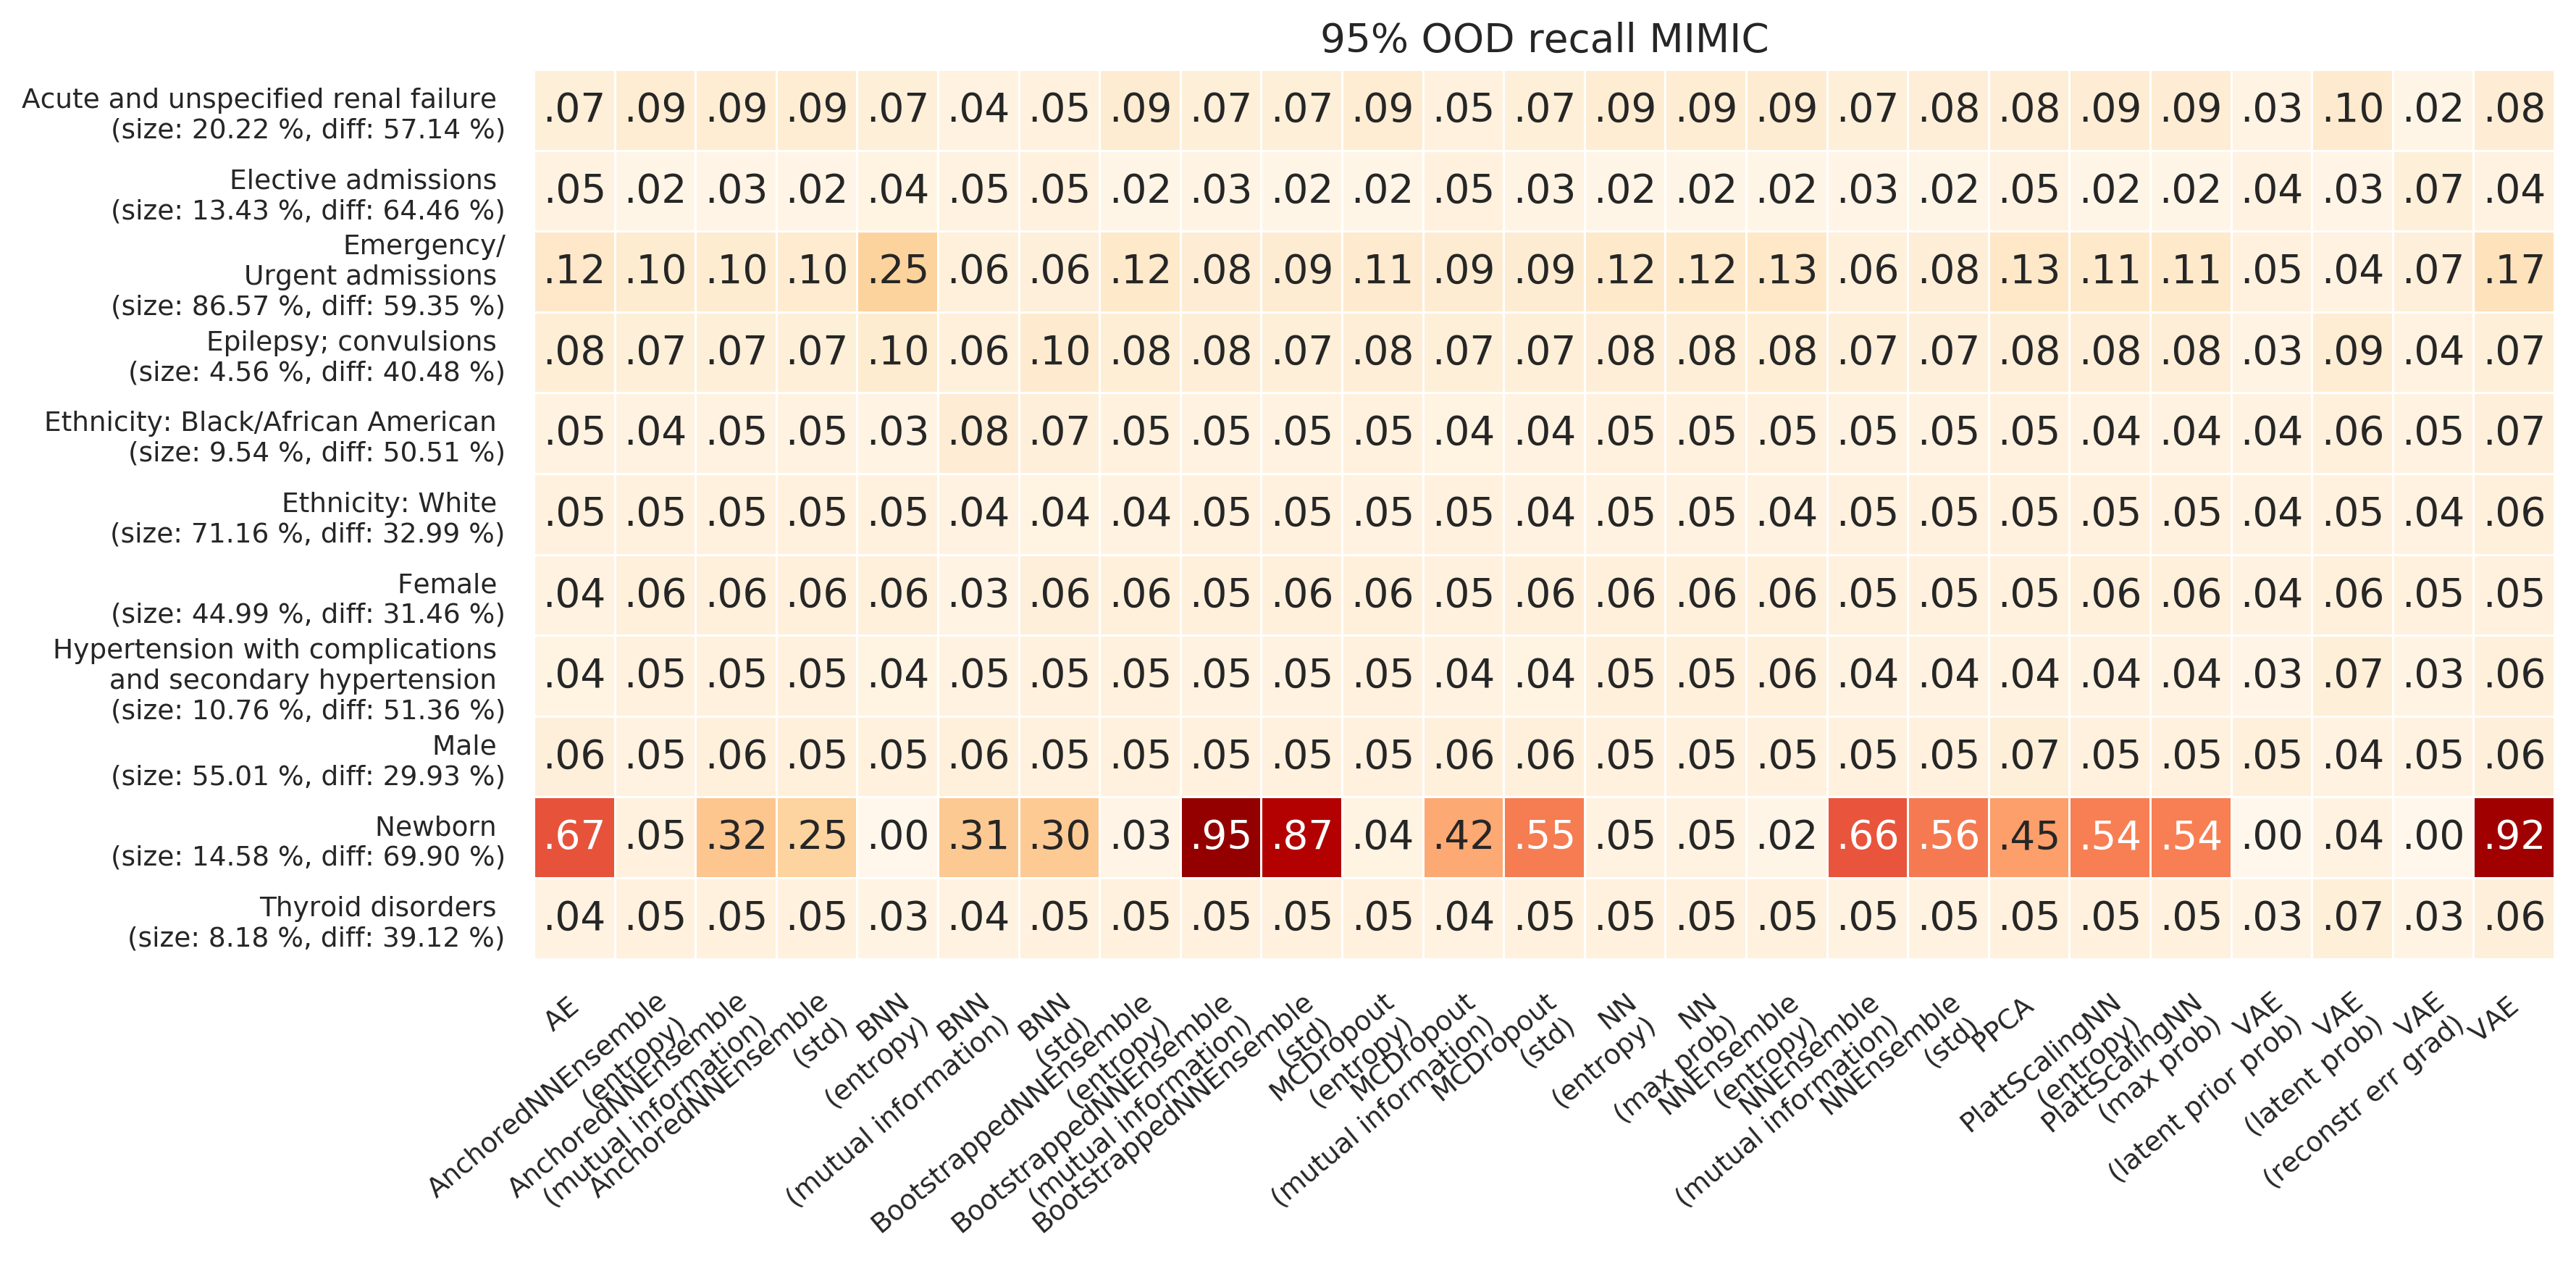 95% OOD recall MIMIC
Acute and unspecified renal failure
(size: 20.22 %, diff: 57.14 %)
.07 .09 .09 .09 .07 .04 .05 .09 .07 .07 .09 .05 .07 .09 .09 .09 .07 .08 .08 .09 .09 .03 .10 .02 .08
Elective admissions
(size: 13.43 %, diff: 64.46 %)
.05 .02 .03 .02 .04 .05 .05 .02 .03 .02 .02 .05 .03 .02 .02 .02 .03 .02 .05 .02 .02 .04 .03 .07 .04
Emergency/
Urgent admissions
(size: 86.57 %, diff: 59.35 %)
.12 .10 .10 .10 .25 .06 .06 .12 .08 .09 .11 .09 .09 .12 .12 .13 .06 .08 .13 .11 .11 .05 .04 .07 .17
Epilepsy; convulsions
(size: 4.56 %, diff: 40.48 %)
.08 .07 .07 .07 .10 .06 .10 .08 .08 .07 .08 .07 .07 .08 .08 .08 .07 .07 .08 .08 .08 .03 .09 .04 .07
Ethnicity: Black/African American
(size: 9.54 %, diff: 50.51 %)
.05 .04 .05 .05 .03 .08 .07 .05 .05 .05 .05 .04 .04 .05 .05 .05 .05 .05 .05 .04 .04 .04 .06 .05 .07
Ethnicity: White
(size: 71.16 %, diff: 32.99 %)
.05 .05 .05 .05 .05 .04 .04 .04 .05 .05 .05 .05 .04 .05 .05 .04 .05 .05 .05 .05 .05 .04 .05 .04 .06
Female
(size: 44.99 %, diff: 31.46 %)
.04 .06 .06 .06 .06 .03 .06 .06 .05 .06 .06 .05 .06 .06 .06 .06 .05 .05 .05 .06 .06 .04 .06 .05 .05
Hypertension with complications
and secondary hypertension
(size: 10.76 %, diff: 51.36 %)
.04 .05 .05 .05 .04 .05 .05 .05 .05 .05 .05 .04 .04 .05 .05 .06 .04 .04 .04 .04 .04 .03 .07 .03 .06
Male
(size: 55.01 %, diff: 29.93 %)
.06 .05 .06 .05 .05 .06 .05 .05 .05 .05 .05 .06 .06 .05 .05 .05 .05 .05 .07 .05 .05 .05 .04 .05 .06
Newborn
(size: 14.58 %, diff: 69.90 %)
.67 .05 .32 .25 .00 .31 .30 .03 .95 .87 .04 .42 .55 .05 .05 .02 .66 .56 .45 .54 .54 .00 .04 .00 .92
Thyroid disorders
(size: 8.18 %, diff: 39.12 %)
.04 .05 .05 .05 .03 .04 .05 .05 .05 .05 .05 .04 .05 .05 .05 .05 .05 .05 .05 .05 .05 .03 .07 .03 .06
AE
AnchoredNNEnsemble
(entropy)
AnchoredNNEnsemble
(mutual information)
AnchoredNNEnsemble
(std)
BNN
(entropy)
BNN
(mutual information)
BNN
(std)
BootstrappedNNEnsemble
(entropy)
BootstrappedNNEnsemble
(mutual information)
BootstrappedNNEnsemble
(std)
MCDropout
(entropy)
MCDropout
(mutual information)
MCDropout
(std)
NN
(entropy)
NN
(max prob)
NNEnsemble
(entropy)
NNEnsemble
(mutual information)
NNEnsemble
(std)
PPCA
PlattScalingNN
(entropy)
PlattScalingNN
(max prob)
VAE
(latent prior prob)
VAE
(latent prob)
VAE
(reconstr err grad)
VAE